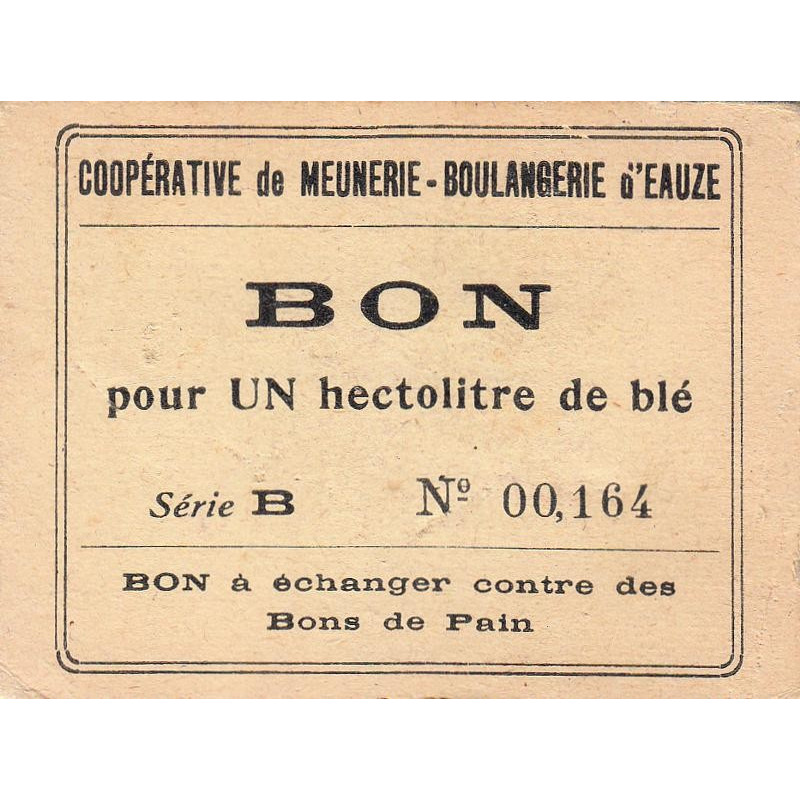 COOPÉRATIVE de MEUNERIE-BOULANGERIE d'EAUZE
BON
pour UN hectolitre de blé
Série B Nº 00,164
BON à échanger contre des
Bons de Pain